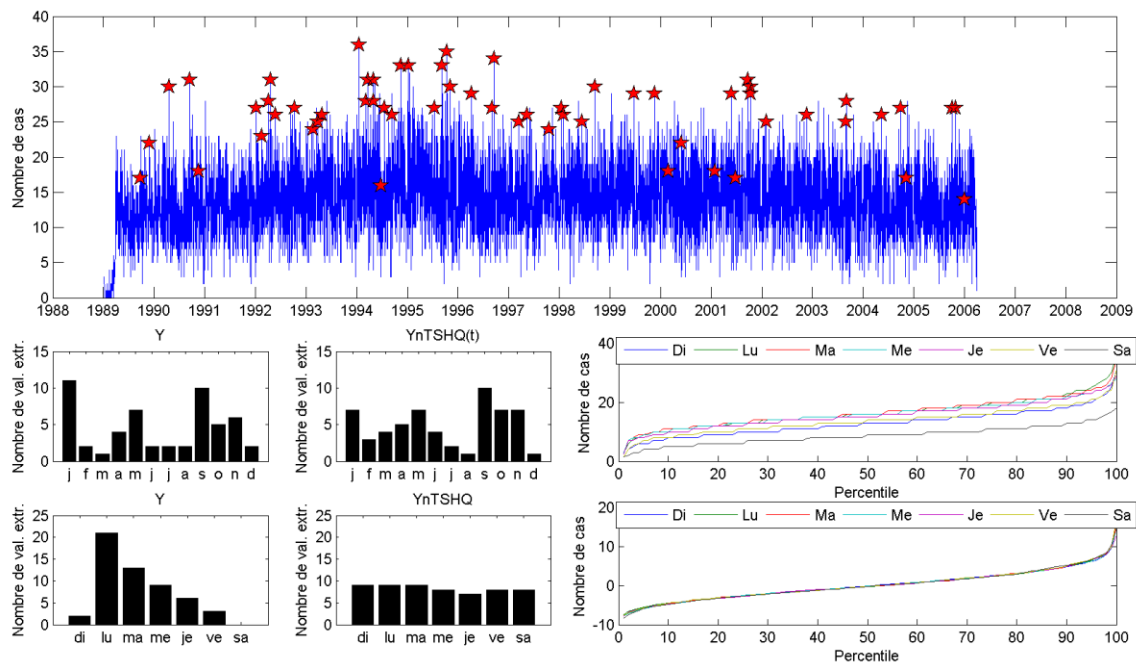 Nombre de cas
40
35
30
25
20
15
10
5
0
1988 1989 1990 1991 1992 1993 1994 1995 1996 1997 1998 1999 2000 2001 2002 2003 2004 2005 2006 2007 2008 2009
Y
Nombre de val. extr.
15
10
5
0
j f m a m j j a s o n d
YnTSHQ(t)
Nombre de val. extr.
15
10
5
0
j f m a m j j a s o n d
Di Lu Ma Me Je Ve Sa
Nombre de cas
40
20
0
0 10 20 30 40 50 60 70 80 90 100
Percentile
Y
Nombre de val. extr.
25
20
15
10
5
0
di lu ma me je ve sa
YnTSHQ
Nombre de val. extr.
25
20
15
10
5
0
di lu ma me je ve sa
Di Lu Ma Me Je Ve Sa
Nombre de cas
20
10
0
-10
0 10 20 30 40 50 60 70 80 90 100
Percentile